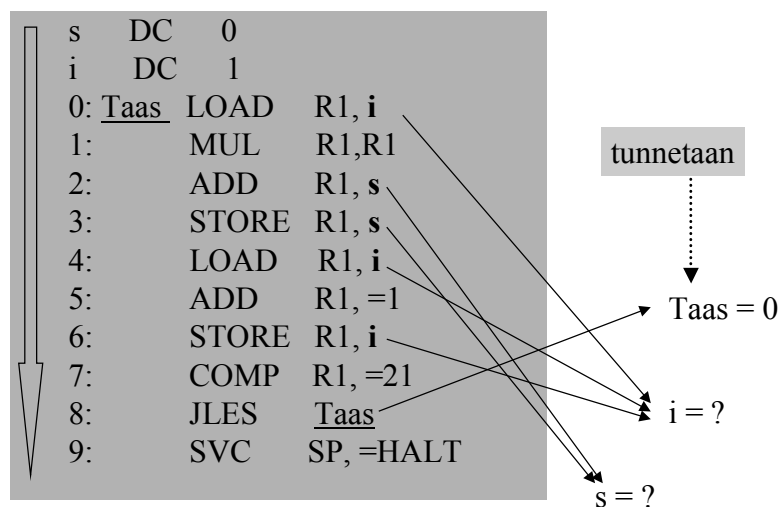 s DC 0
i DC 1
0: Taas LOAD R1, i
1: MUL R1,R1
2: ADD R1, s
3: STORE R1, s
4: LOAD R1, i
5: ADD R1, =1
6: STORE R1, i
7: COMP R1, =21
8: JLES Taas
9: SVC SP, =HALT
tunnetaan
Taas = 0
i = ?
s = ?